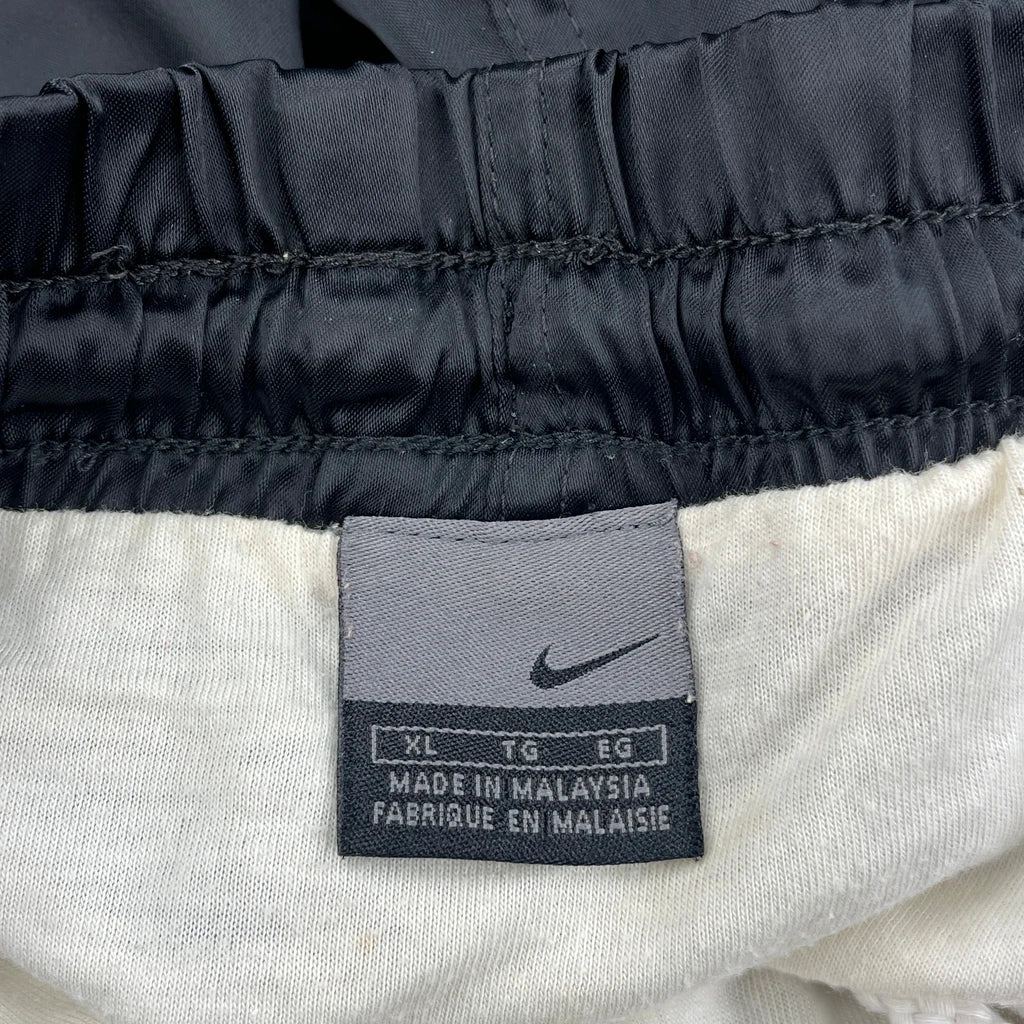 XL TG EG
MADE IN MALAYSIA
FABRIQUE EN MALAISIE